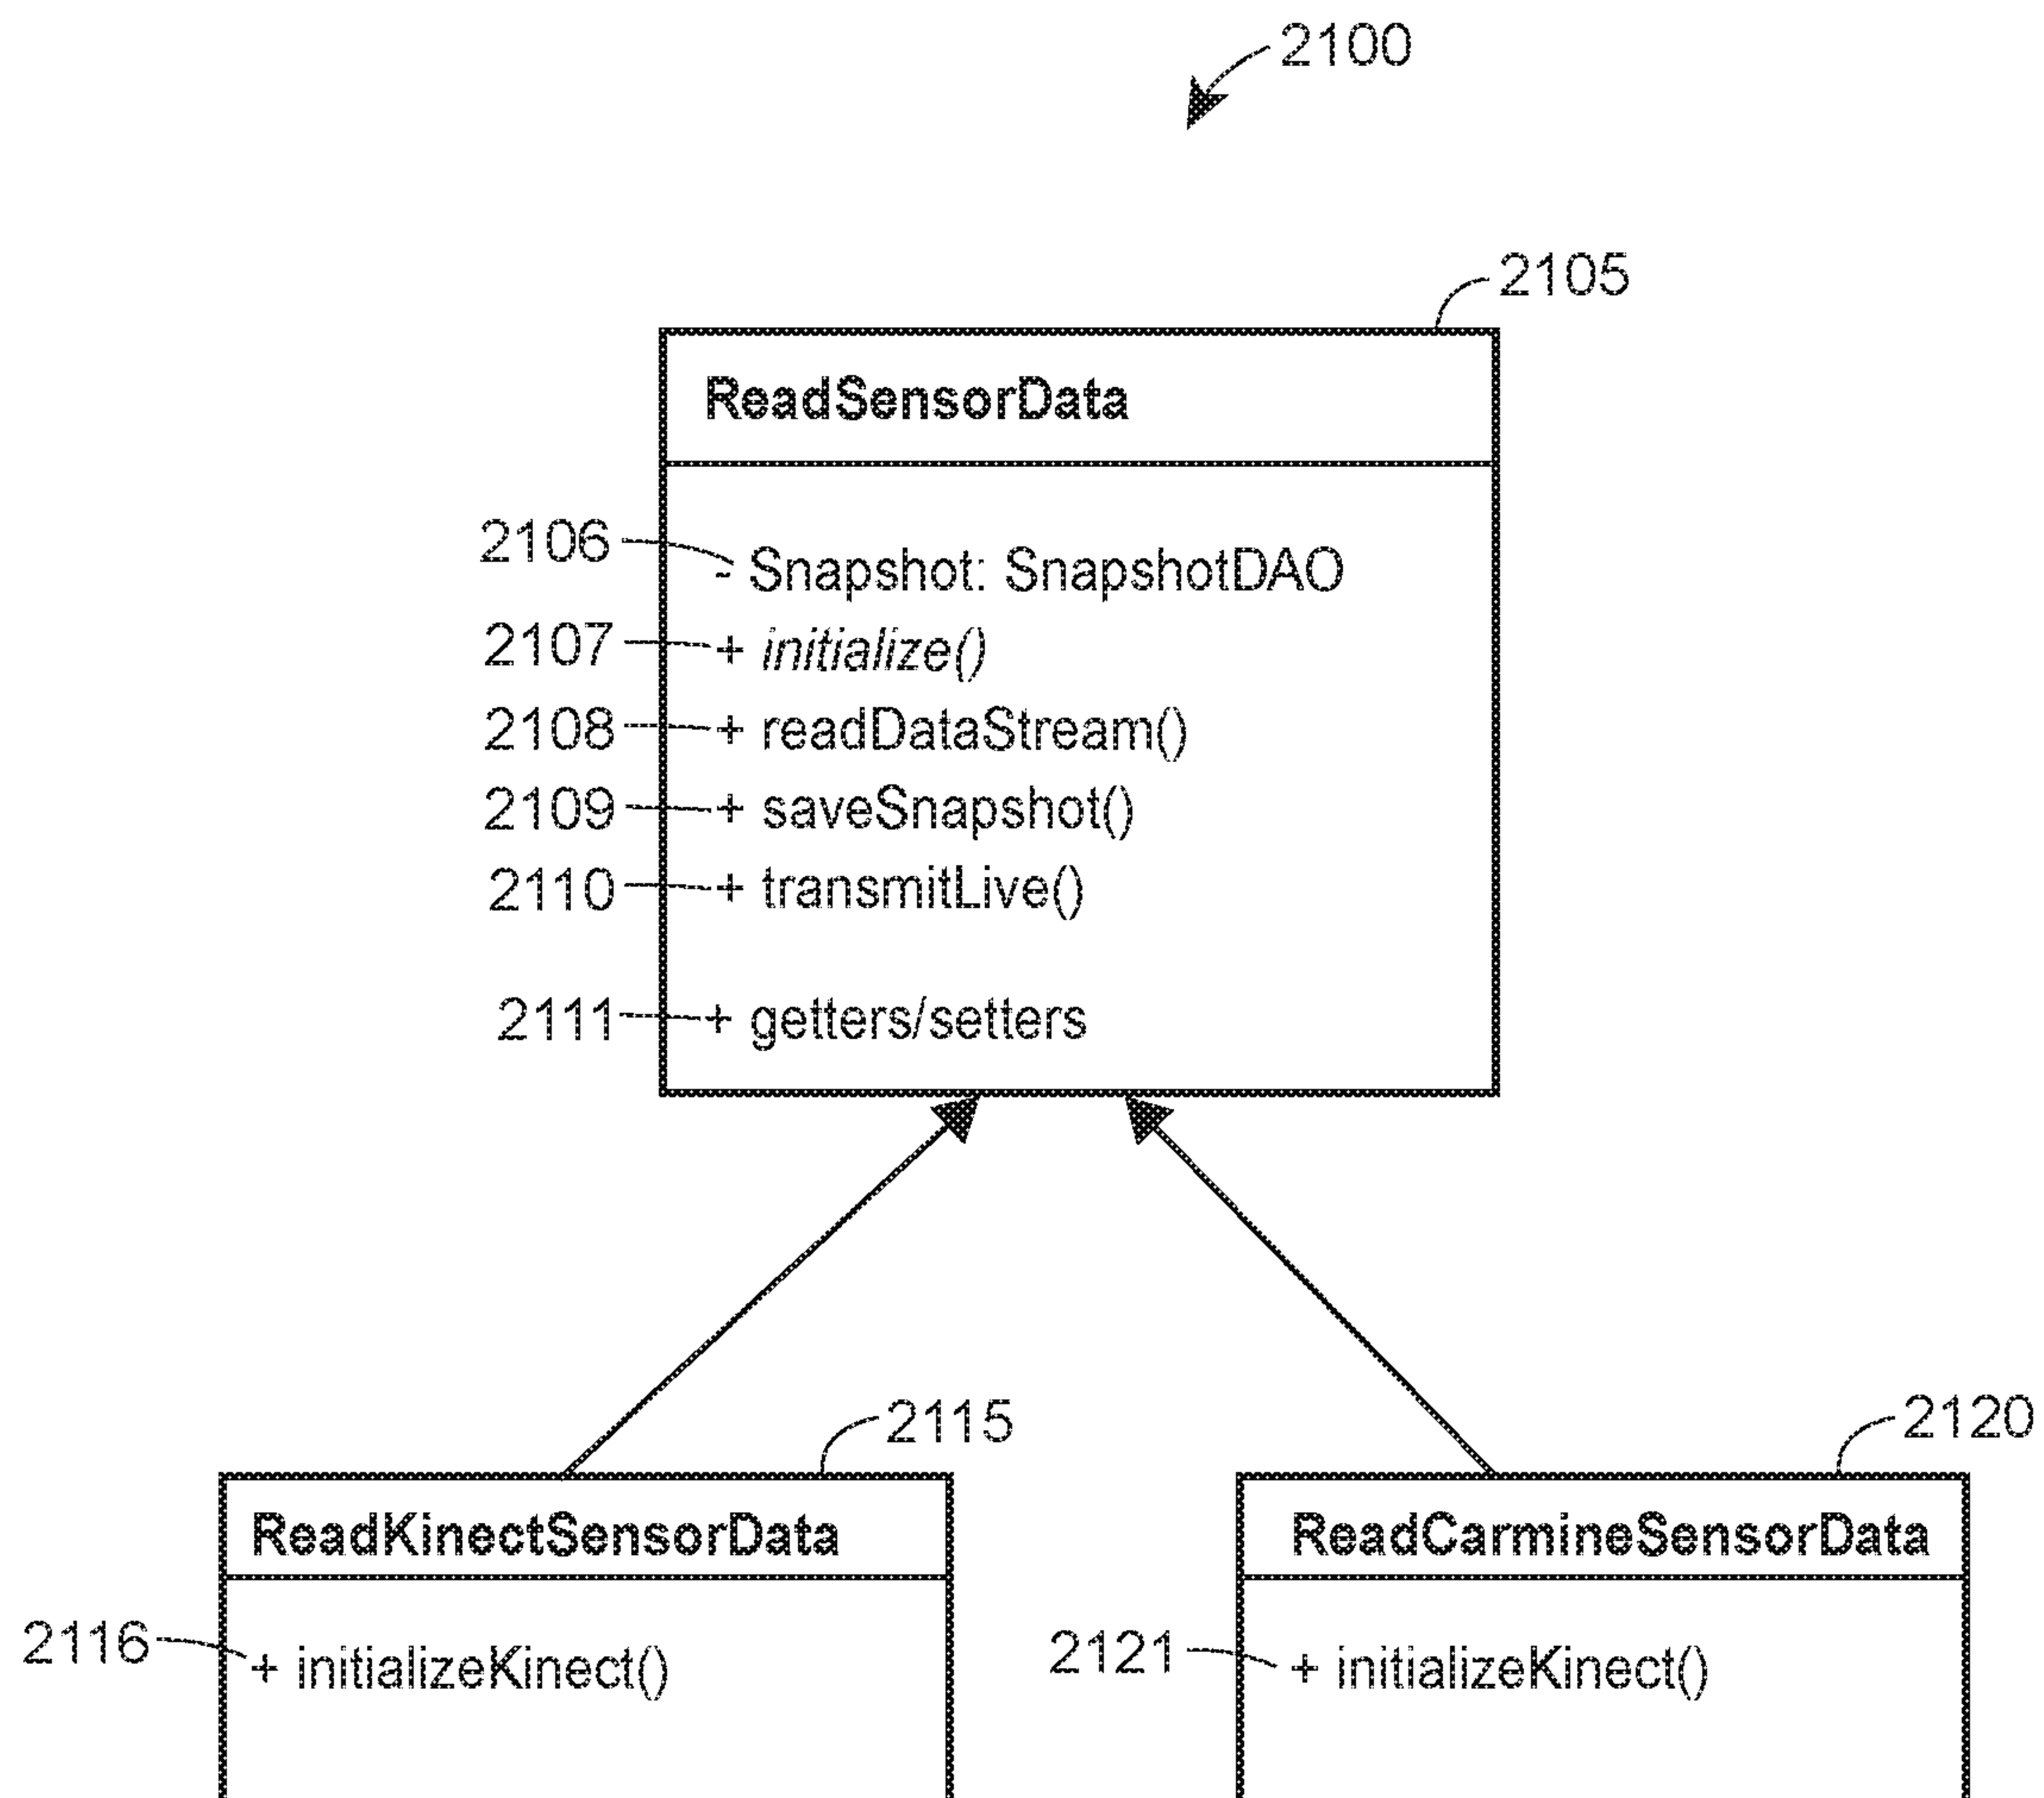 2100
2105
ReadSensorData
2106 - Snapshot: SnapshotDAO
2107 + initialize()
2108 + readDataStream()
2109 + saveSnapshot()
2110 + transmitLive()
2111 + getters/setters
2115
2120
ReadKinectSensorData
ReadCarmineSensorData
2116 + initializeKinect()
2121 + initializeKinect()